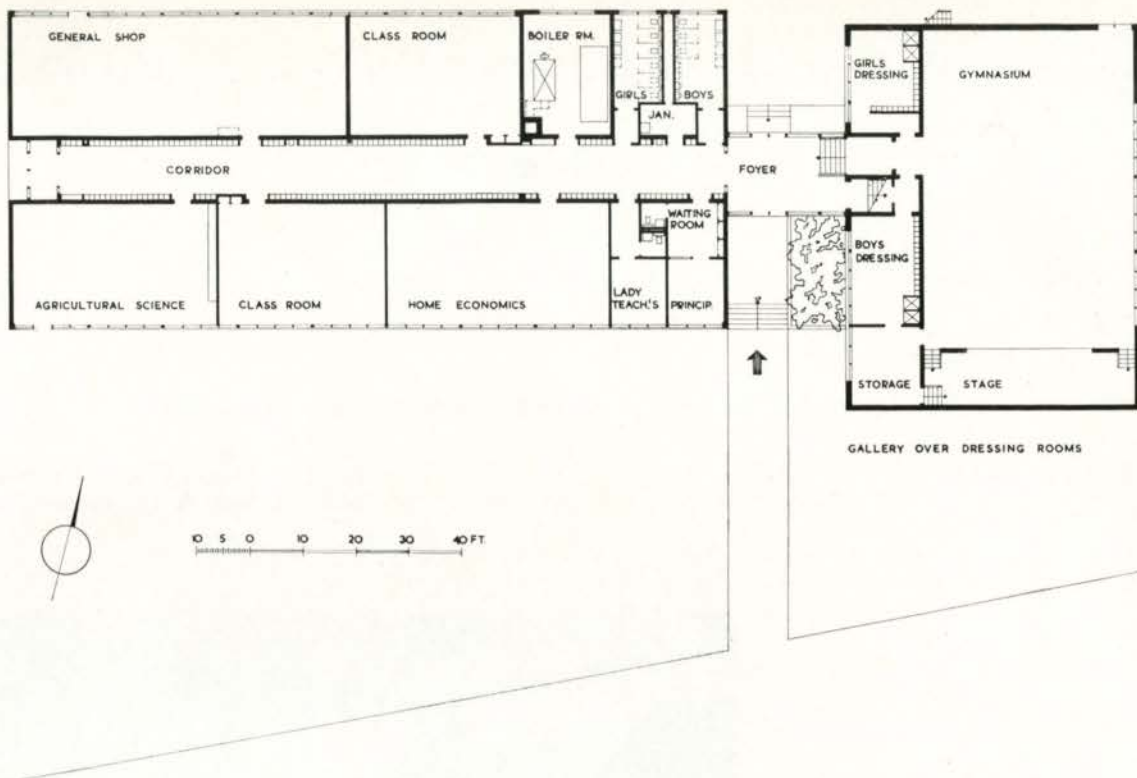 GENERAL SHOP
CLASS ROOM
BOILER RM.
GIRLS
BOYS
JAN.
GIRLS
DRESSING
GYMNASIUM
CORRIDOR
FOYER
WAITING
ROOM
BOYS
DRESSING
AGRICULTURAL SCIENCE
CLASS ROOM
HOME ECONOMICS
LADY
TEACH.'S
PRINCIP.
STORAGE
STAGE
GALLERY OVER DRESSING ROOMS
10 5 0 10 20 30 40 FT.